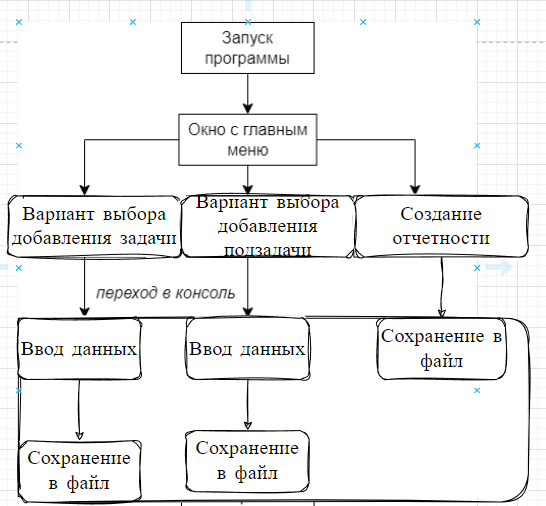 Запуск
программы
Окно с главным
меню
Вариант выбора
добавления задачи
Вариант выбора
добавления
подзадачи
Создание
отчетности
переход в консоль
Ввод данных
Ввод данных
Сохранение в
файл
Сохранение
в файл
Сохранение
в файл